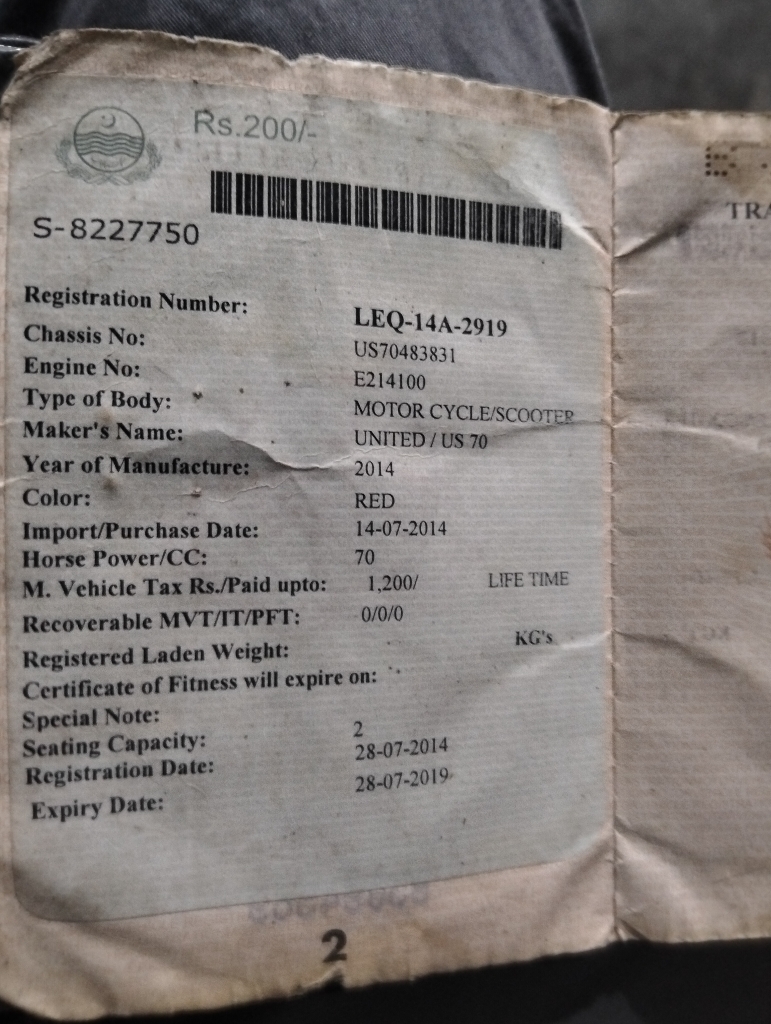 Rs.200/-
S-8227750
Registration Number: LEQ-14A-2919
Chassis No: US70483831
Engine No: E214100
Type of Body: MOTOR CYCLE/SCOOTER
Maker's Name: UNITED / US 70
Year of Manufacture: 2014
Color: RED
Import/Purchase Date: 14-07-2014
Horse Power/CC: 70
M. Vehicle Tax Rs./Paid upto: 1,200/ LIFE TIME
Recoverable MVT/IT/PFT: 0/0/0
Registered Laden Weight: KG's
Certificate of Fitness will expire on:
Special Note:
Seating Capacity: 2
Registration Date: 28-07-2014
Expiry Date: 28-07-2019
2
TRA